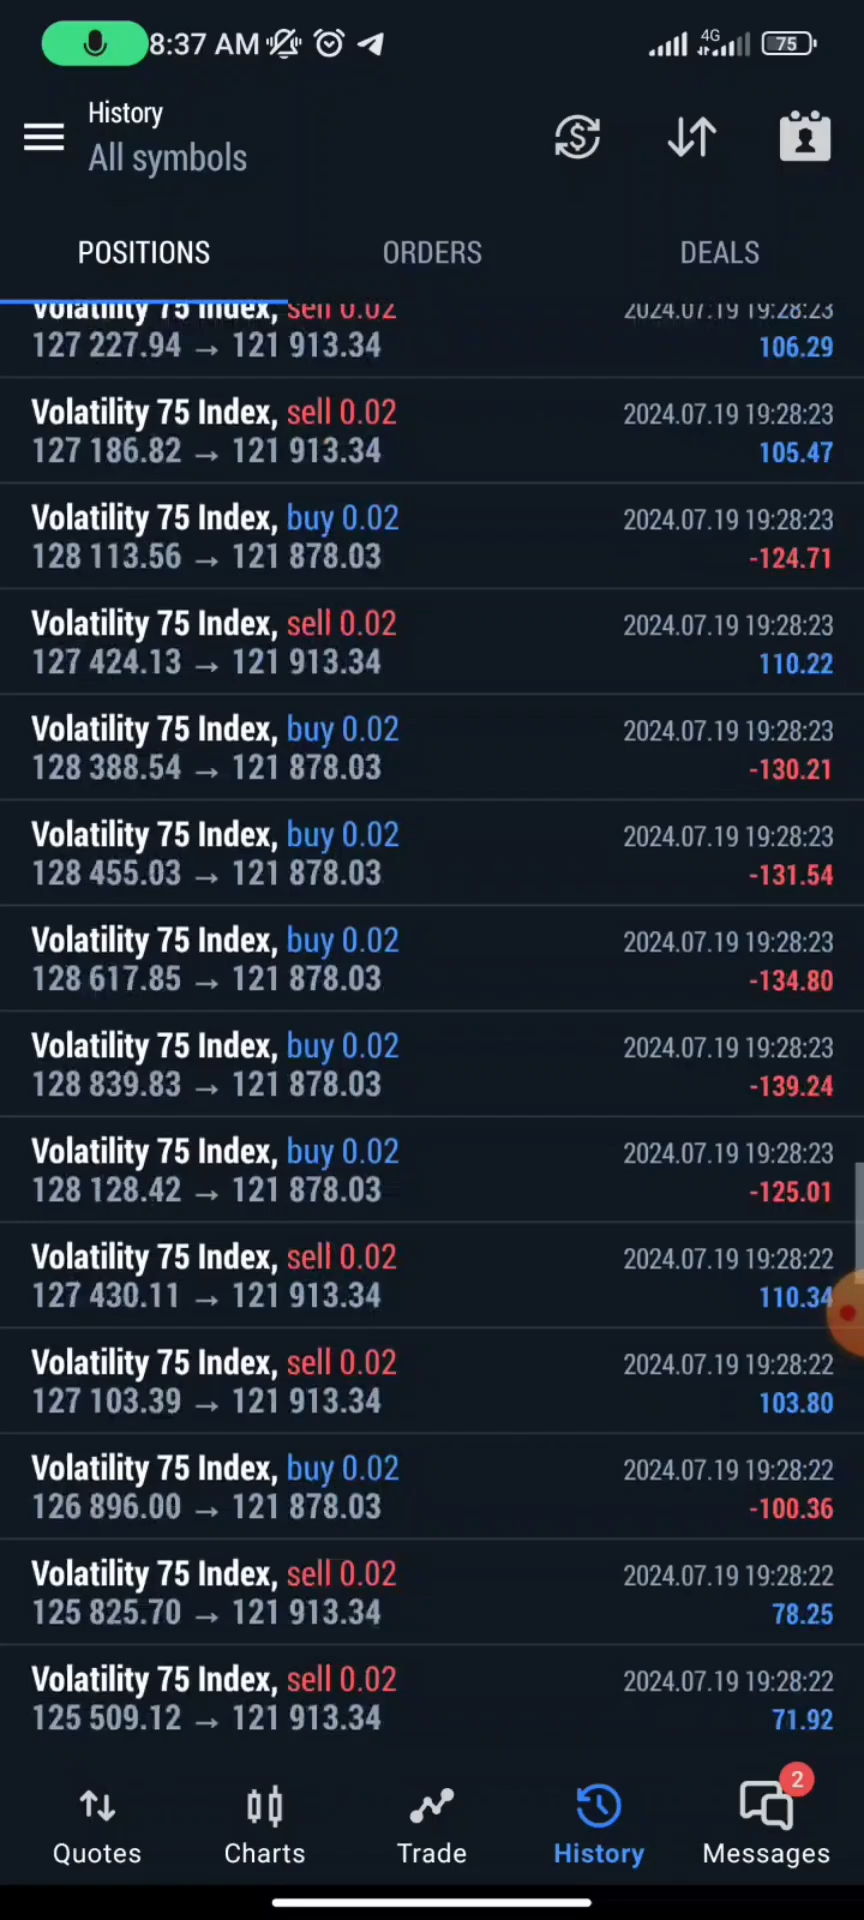 8:37 AM
4G
75
History
All symbols
POSITIONS ORDERS DEALS
Volatility 75 Index, sell 0.02 2024.07.19 19:28:23
127 227.94 → 121 913.34 106.29
Volatility 75 Index, sell 0.02 2024.07.19 19:28:23
127 186.82 → 121 913.34 105.47
Volatility 75 Index, buy 0.02 2024.07.19 19:28:23
128 113.56 → 121 878.03 -124.71
Volatility 75 Index, sell 0.02 2024.07.19 19:28:23
127 424.13 → 121 913.34 110.22
Volatility 75 Index, buy 0.02 2024.07.19 19:28:23
128 388.54 → 121 878.03 -130.21
Volatility 75 Index, buy 0.02 2024.07.19 19:28:23
128 455.03 → 121 878.03 -131.54
Volatility 75 Index, buy 0.02 2024.07.19 19:28:23
128 617.85 → 121 878.03 -134.80
Volatility 75 Index, buy 0.02 2024.07.19 19:28:23
128 839.83 → 121 878.03 -139.24
Volatility 75 Index, buy 0.02 2024.07.19 19:28:23
128 128.42 → 121 878.03 -125.01
Volatility 75 Index, sell 0.02 2024.07.19 19:28:22
127 430.11 → 121 913.34 110.34
Volatility 75 Index, sell 0.02 2024.07.19 19:28:22
127 103.39 → 121 913.34 103.80
Volatility 75 Index, buy 0.02 2024.07.19 19:28:22
126 896.00 → 121 878.03 -100.36
Volatility 75 Index, sell 0.02 2024.07.19 19:28:22
125 825.70 → 121 913.34 78.25
Volatility 75 Index, sell 0.02 2024.07.19 19:28:22
125 509.12 → 121 913.34 71.92
2
Quotes Charts Trade History Messages